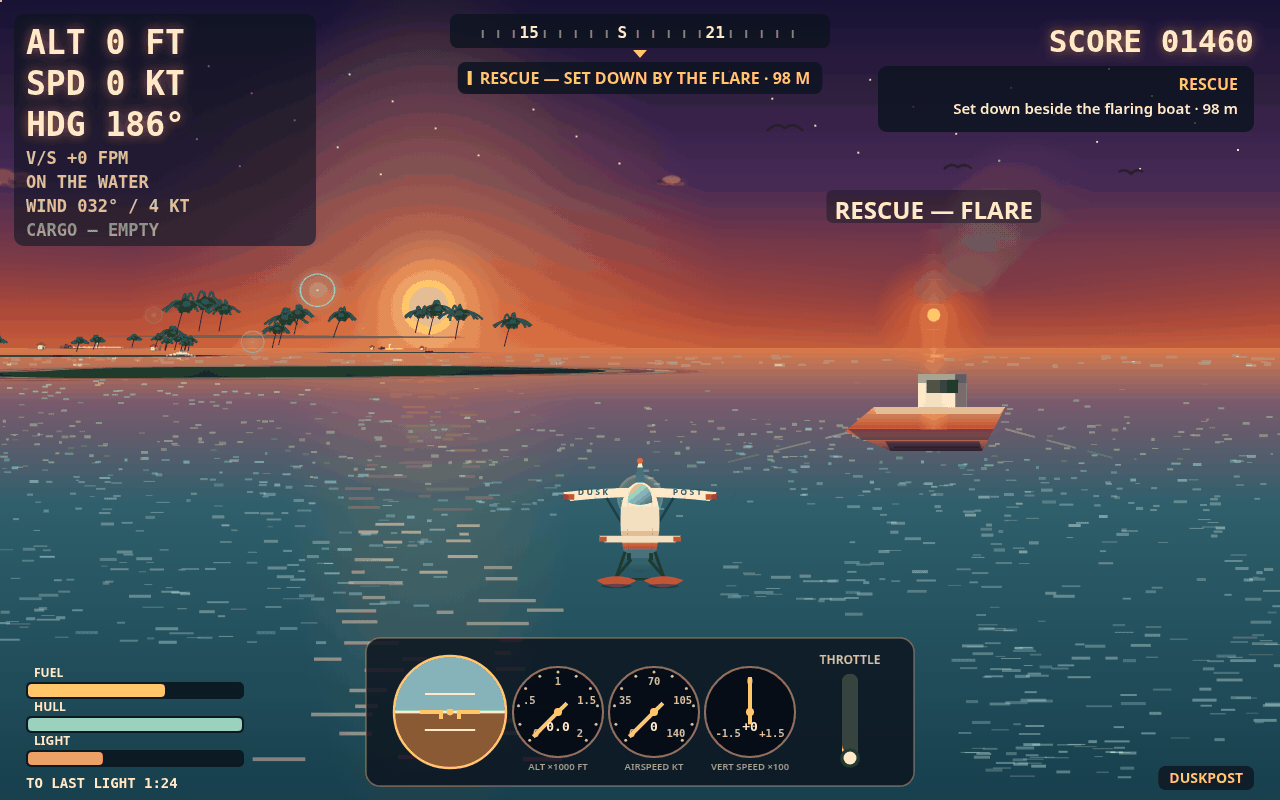 ALT 0 FT
SPD 0 KT
HDG 186°
V/S +0 FPM
ON THE WATER
WIND 032° / 4 KT
CARGO — EMPTY
15 S 21
RESCUE — SET DOWN BY THE FLARE · 98 M
SCORE 01460
RESCUE
Set down beside the flaring boat · 98 m
RESCUE — FLARE
DUSK POST
FUEL
HULL
LIGHT
TO LAST LIGHT 1:24
.5 1 1.5 2
0.0
ALT ×1000 FT
35 70 105 140
0
AIRSPEED KT
+0
-1.5 +1.5
VERT SPEED ×100
THROTTLE
DUSKPOST